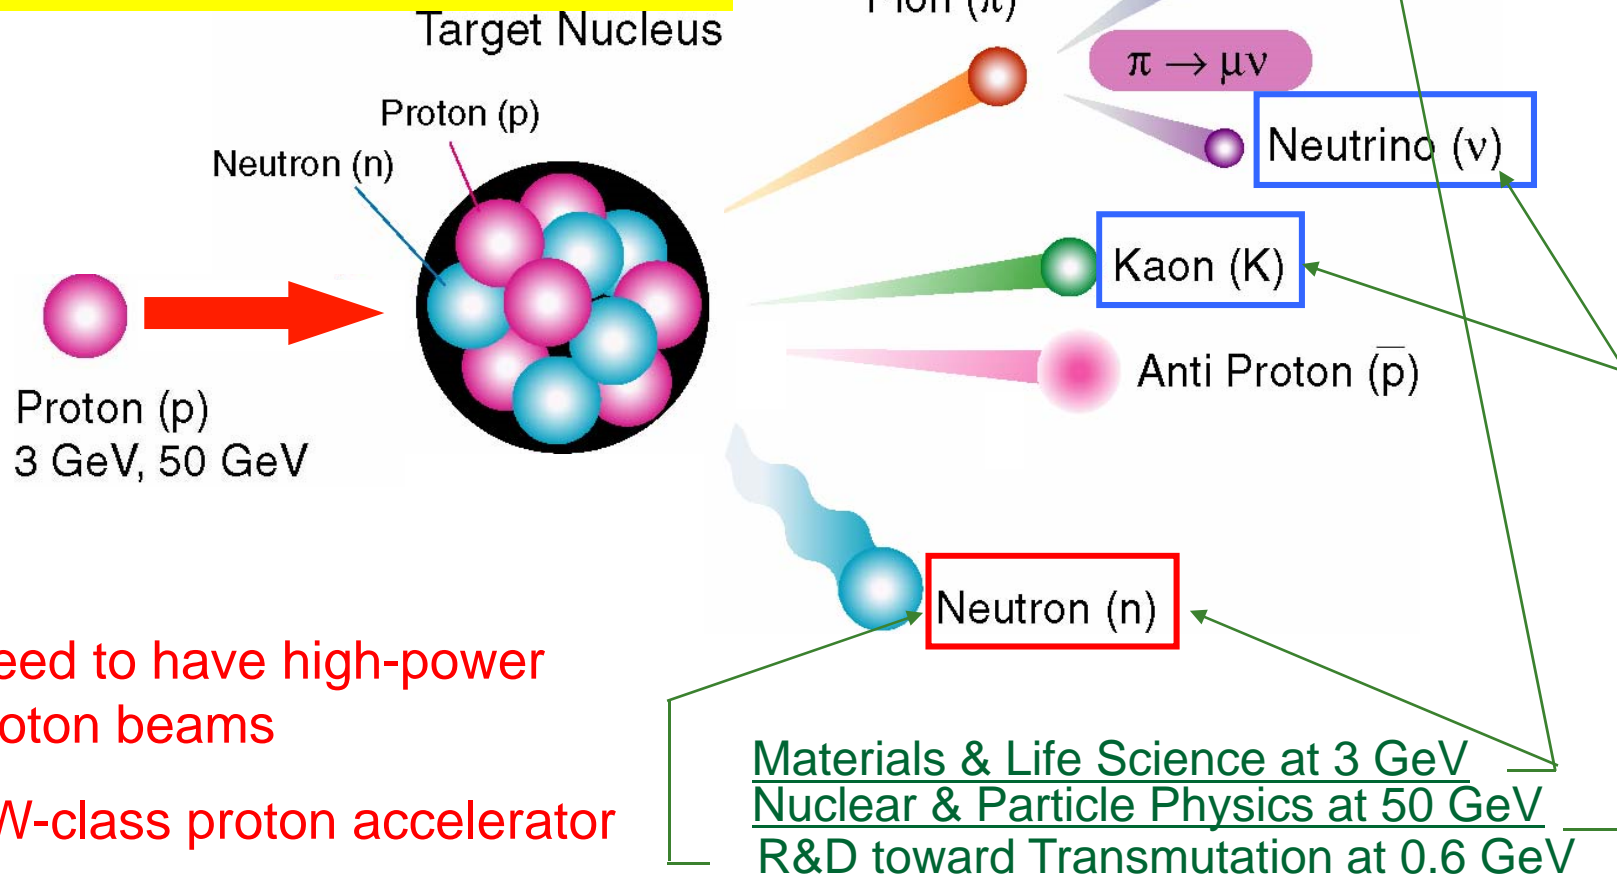 Pion (π)
Target Nucleus
π → μν
Proton (p)
Neutrino (ν)
Neutron (n)
Kaon (K)
Anti Proton (p̅)
Proton (p)
3 GeV, 50 GeV
Neutron (n)
eed to have high-power
oton beams
W-class proton accelerator
Materials & Life Science at 3 GeV
Nuclear & Particle Physics at 50 GeV
R&D toward Transmutation at 0.6 GeV